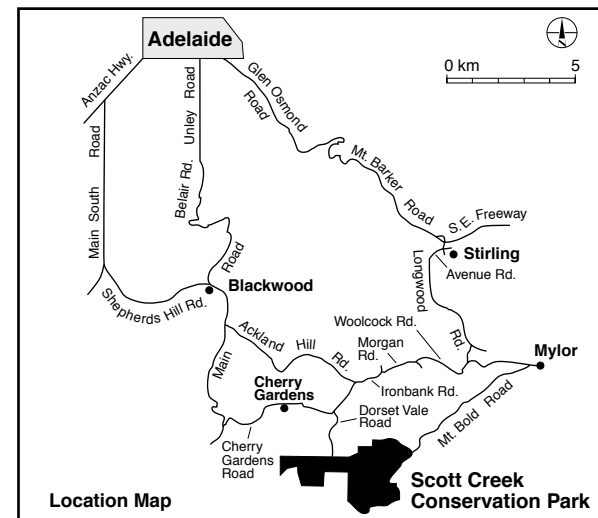 Adelaide
Anzac Hwy.
Main South Road
Unley Road
Belair Rd.
Glen Osmond
Road
Mt. Barker Road
S.E. Freeway
Stirling
Avenue Rd.
Longwood Rd.
Road
Blackwood
Shepherds Hill Rd.
Ackland Hill Rd.
Woolcock Rd.
Morgan
Rd.
Mylor
Main
Cherry
Gardens
Ironbank Rd.
Dorset Vale
Road
Mt. Bold Road
Cherry
Gardens
Road
Scott Creek
Conservation Park
Location Map
N
0 km 5